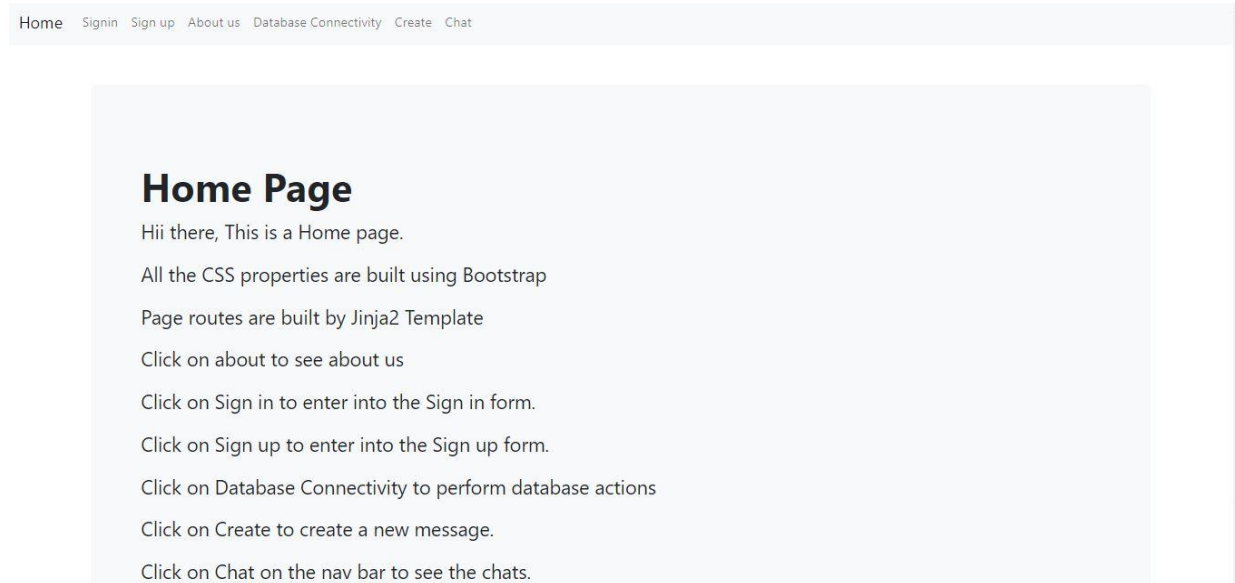 Home Signin Sign up About us Database Connectivity Create Chat
Home Page
Hii there, This is a Home page.
All the CSS properties are built using Bootstrap
Page routes are built by Jinja2 Template
Click on about to see about us
Click on Sign in to enter into the Sign in form.
Click on Sign up to enter into the Sign up form.
Click on Database Connectivity to perform database actions
Click on Create to create a new message.
Click on Chat on the nav bar to see the chats.